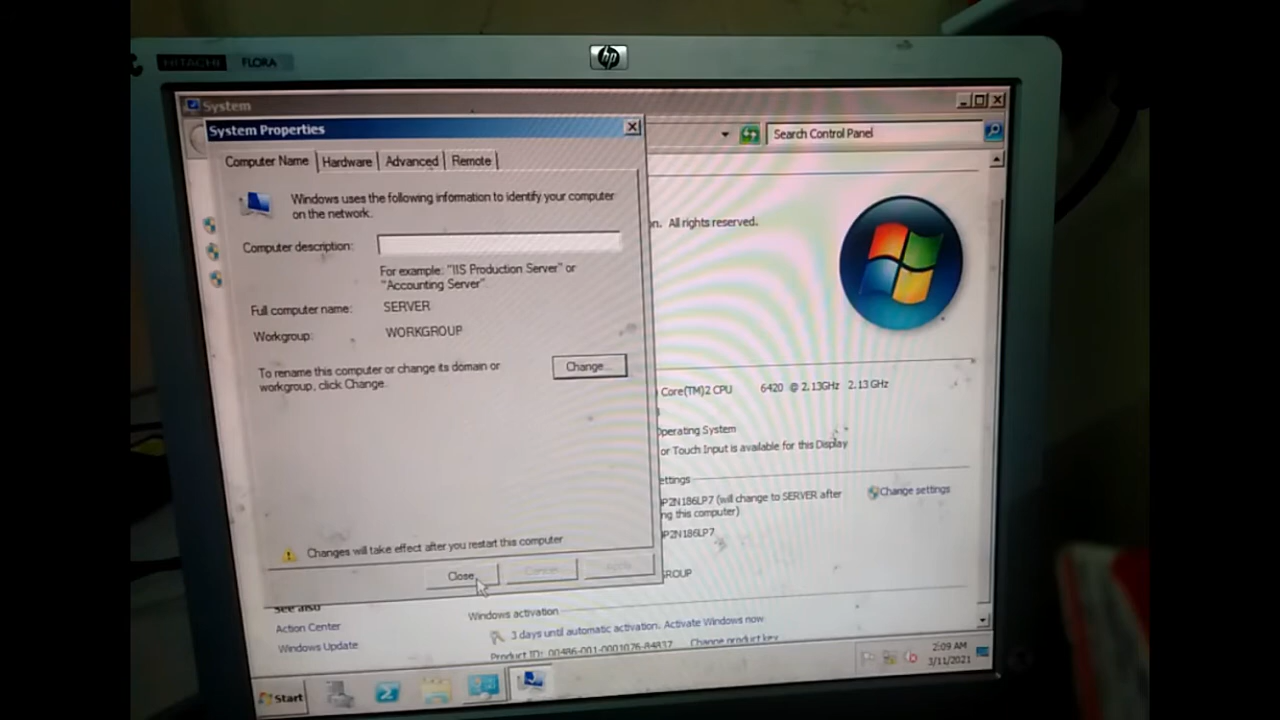 HITACHI FLORA
hp
System
System Properties
Search Control Panel
Computer Name Hardware Advanced Remote
Windows uses the following information to identify your computer
on the network.
Computer description:
For example: "IIS Production Server" or
"Accounting Server"
Full computer name: SERVER
Workgroup: WORKGROUP
To rename this computer or change its domain or
workgroup, click Change.
Change...
Changes will take effect after you restart this computer
Close Cancel Apply
All rights reserved.
Core(TM)2 CPU 6420 @ 2.13GHz 2.13 GHz
Operating System
or Touch Input is available for this Display
ettings
P2N186LP7 (will change to SERVER after
ng this computer)
Change settings
P2N186LP7
GROUP
See also
Action Center
Windows Update
Windows activation
3 days until automatic activation. Activate Windows now
Product ID: 00486-001-0001076-84837 Change product key
Start
2:09 AM
3/11/2021